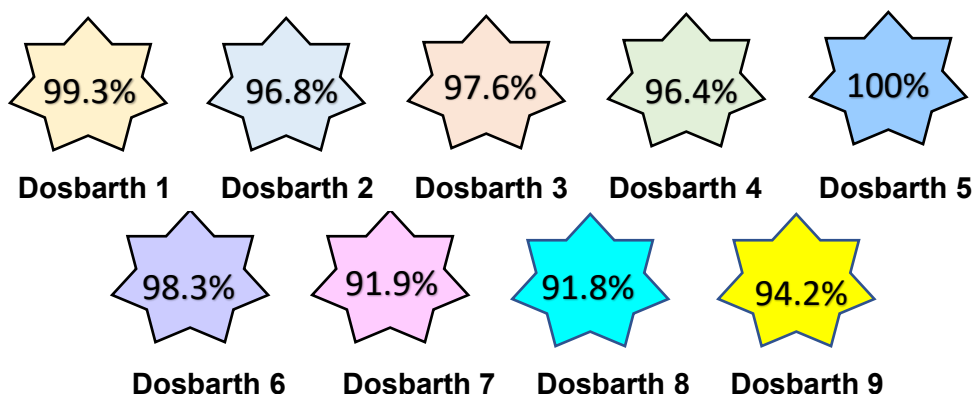 99.3% 96.8% 97.6% 96.4% 100%
Dosbarth 1 Dosbarth 2 Dosbarth 3 Dosbarth 4 Dosbarth 5
98.3% 91.9% 91.8% 94.2%
Dosbarth 6 Dosbarth 7 Dosbarth 8 Dosbarth 9